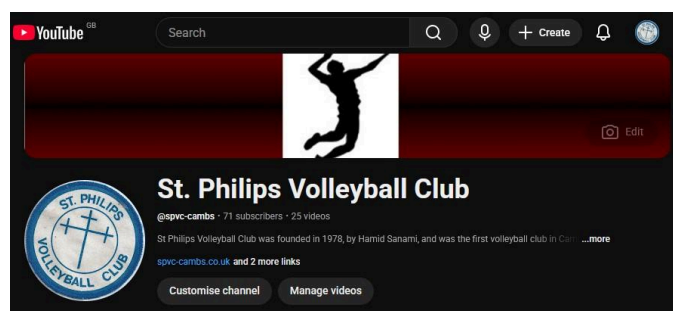 YouTube GB
Search
Create
Edit
ST. PHILIPS
VOLLEYBALL CLUB
St. Philips Volleyball Club
@spvc-cambs · 71 subscribers · 25 videos
St Philips Volleyball Club was founded in 1978, by Hamid Sanami, and was the first volleyball club in ...more
spvc-cambs.co.uk and 2 more links
Customise channel
Manage videos